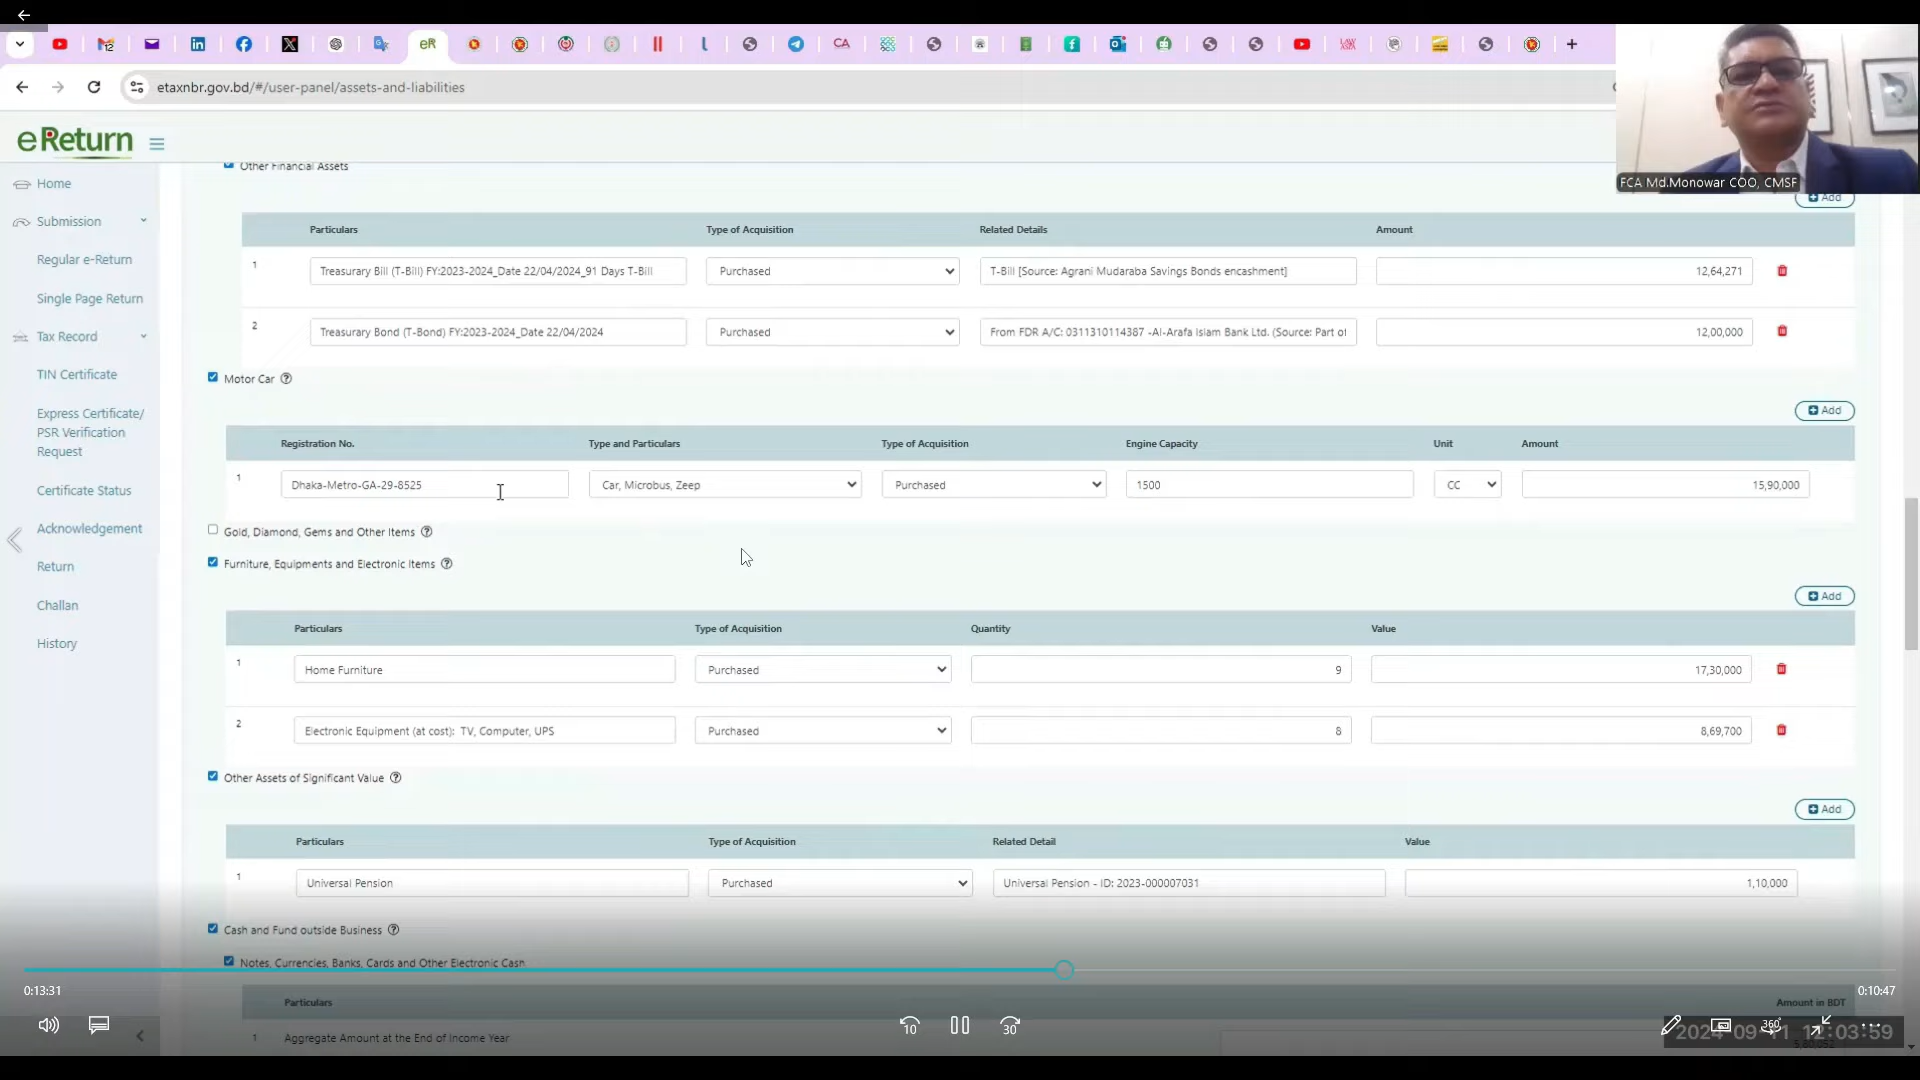 etaxnbr.gov.bd/#/user-panel/assets-and-liabilities
FCA Md.Monowar COO, CMSF
eReturn
Home
Submission
Regular e-Return
Single Page Return
Tax Record
TIN Certificate
Express Certificate/
PSR Verification
Request
Certificate Status
Acknowledgement
Return
Challan
History
Other Financial Assets
Add
Particulars Type of Acquisition Related Details Amount
1 Treasurary Bill (T-Bill) FY:2023-2024_Date 22/04/2024_91 Days T-Bill Purchased T-Bill [Source: Agrani Mudaraba Savings Bonds encashment] 12,64,271
2 Treasurary Bond (T-Bond) FY:2023-2024_Date 22/04/2024 Purchased From FDR A/C: 0311310114387 -Al-Arafa Islam Bank Ltd. (Source: Part of 12,00,000
Motor Car
Add
Registration No. Type and Particulars Type of Acquisition Engine Capacity Unit Amount
1 Dhaka-Metro-GA-29-8525 Car, Microbus, Zeep Purchased 1500 CC 15,90,000
Gold, Diamond, Gems and Other Items
Furniture, Equipments and Electronic Items
Add
Particulars Type of Acquisition Quantity Value
1 Home Furniture Purchased 9 17,30,000
2 Electronic Equipment (at cost): TV, Computer, UPS Purchased 8 8,69,700
Other Assets of Significant Value
Add
Particulars Type of Acquisition Related Detail Value
1 Universal Pension Purchased Universal Pension - ID: 2023-000007031 1,10,000
Cash and Fund outside Business
Notes, Currencies, Banks, Cards and Other Electronic Cash
0:13:31 0:10:47
Particulars Amount in BDT
1 Aggregate Amount at the End of Income Year
10 30 360
2024-09-11 12:03:59